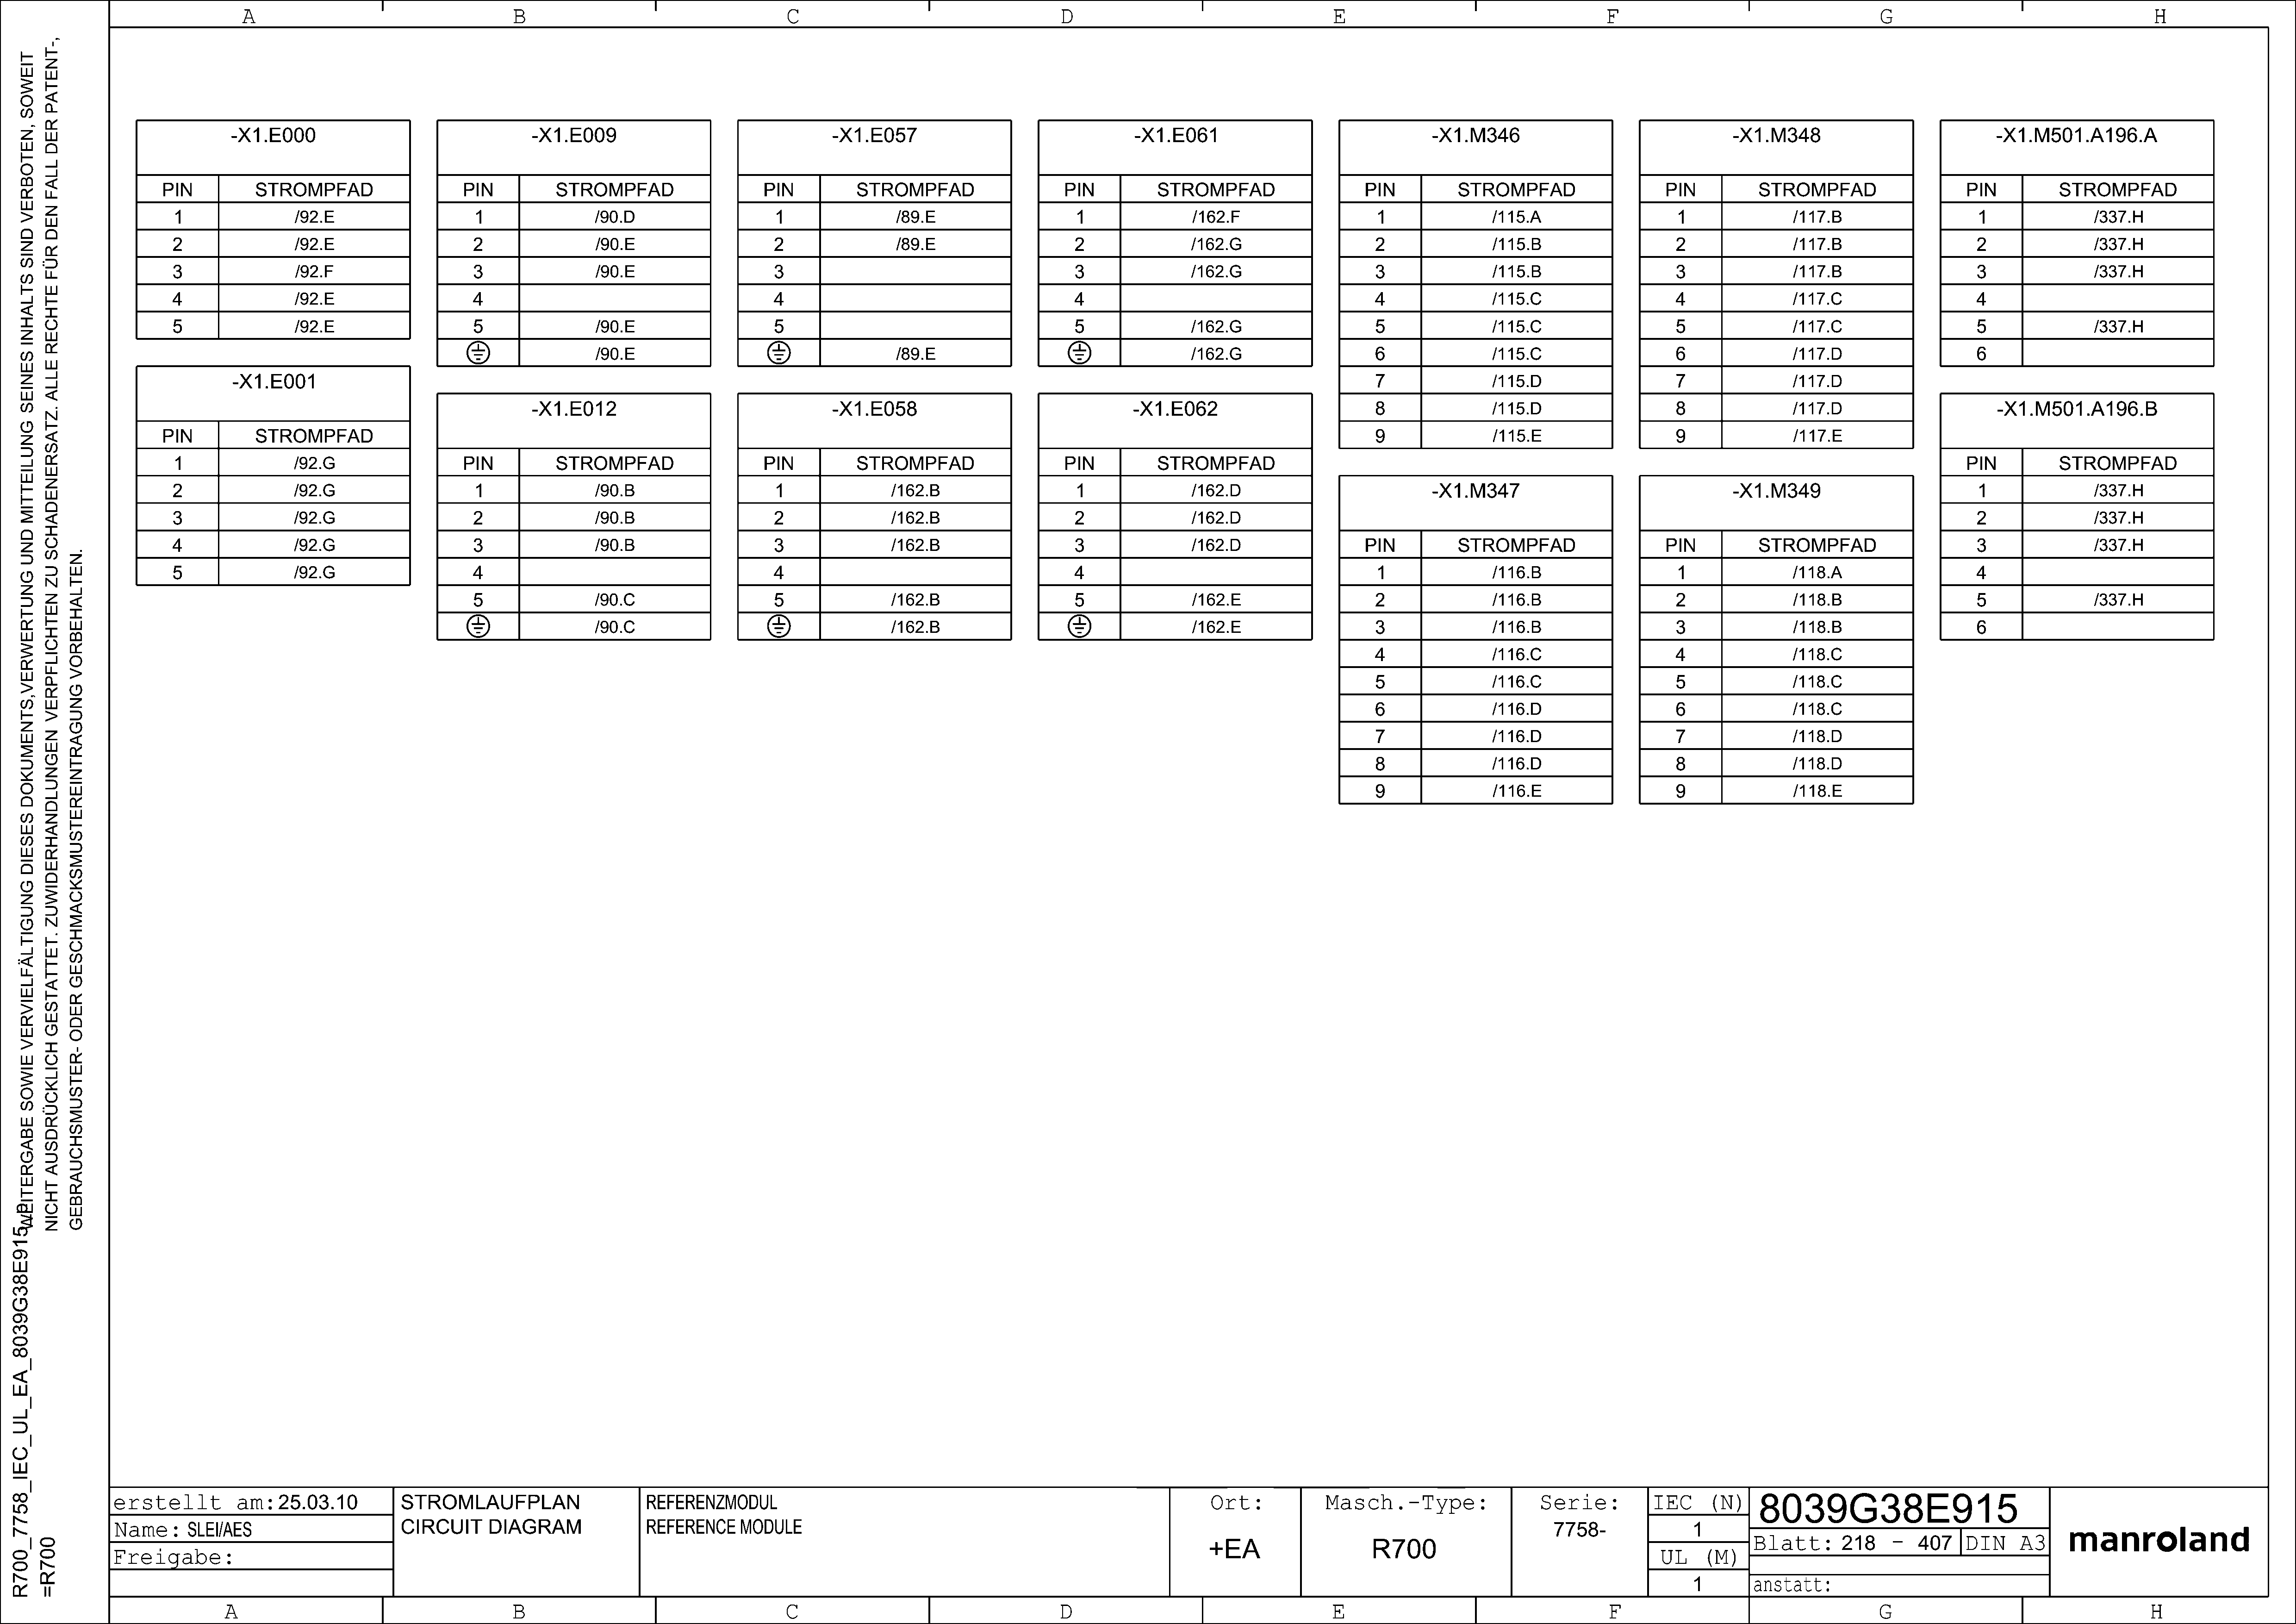 A B C D E F G H
WEITERGABE SOWIE VERVIELFÄLTIGUNG DIESES DOKUMENTS,VERWERTUNG UND MITTEILUNG SEINES INHALTS SIND VERBOTEN, SOWEIT
NICHT AUSDRÜCKLICH GESTATTET. ZUWIDERHANDLUNGEN VERPFLICHTEN ZU SCHADENERSATZ. ALLE RECHTE FÜR DEN FALL DER PATENT-,
GEBRAUCHSMUSTER- ODER GESCHMACKSMUSTEREINTRAGUNG VORBEHALTEN.
R700_7758_IEC_UL_EA_8039G38E915_
=R700
-X1.E000
PIN STROMPFAD
1 /92.E
2 /92.E
3 /92.F
4 /92.E
5 /92.E
-X1.E001
PIN STROMPFAD
1 /92.G
2 /92.G
3 /92.G
4 /92.G
5 /92.G
-X1.E009
PIN STROMPFAD
1 /90.D
2 /90.E
3 /90.E
4
5 /90.E
/90.E
-X1.E012
PIN STROMPFAD
1 /90.B
2 /90.B
3 /90.B
4
5 /90.C
/90.C
-X1.E057
PIN STROMPFAD
1 /89.E
2 /89.E
3
4
5
/89.E
-X1.E058
PIN STROMPFAD
1 /162.B
2 /162.B
3 /162.B
4
5 /162.B
/162.B
-X1.E061
PIN STROMPFAD
1 /162.F
2 /162.G
3 /162.G
4
5 /162.G
/162.G
-X1.E062
PIN STROMPFAD
1 /162.D
2 /162.D
3 /162.D
4
5 /162.E
/162.E
-X1.M346
PIN STROMPFAD
1 /115.A
2 /115.B
3 /115.B
4 /115.C
5 /115.C
6 /115.C
7 /115.D
8 /115.D
9 /115.E
-X1.M347
PIN STROMPFAD
1 /116.B
2 /116.B
3 /116.B
4 /116.C
5 /116.C
6 /116.D
7 /116.D
8 /116.D
9 /116.E
-X1.M348
PIN STROMPFAD
1 /117.B
2 /117.B
3 /117.B
4 /117.C
5 /117.C
6 /117.D
7 /117.D
8 /117.D
9 /117.E
-X1.M349
PIN STROMPFAD
1 /118.A
2 /118.B
3 /118.B
4 /118.C
5 /118.C
6 /118.C
7 /118.D
8 /118.D
9 /118.E
-X1.M501.A196.A
PIN STROMPFAD
1 /337.H
2 /337.H
3 /337.H
4
5 /337.H
6
-X1.M501.A196.B
PIN STROMPFAD
1 /337.H
2 /337.H
3 /337.H
4
5 /337.H
6
erstellt am: 25.03.10
Name: SLEI/AES
Freigabe:
STROMLAUFPLAN
CIRCUIT DIAGRAM
REFERENZMODUL
REFERENCE MODULE
Ort:
+EA
Masch.-Type:
R700
Serie:
7758-
IEC (N)
1
UL (M)
1
8039G38E915
Blatt: 218 - 407 DIN A3
anstatt:
manroland
A B C D E F G H